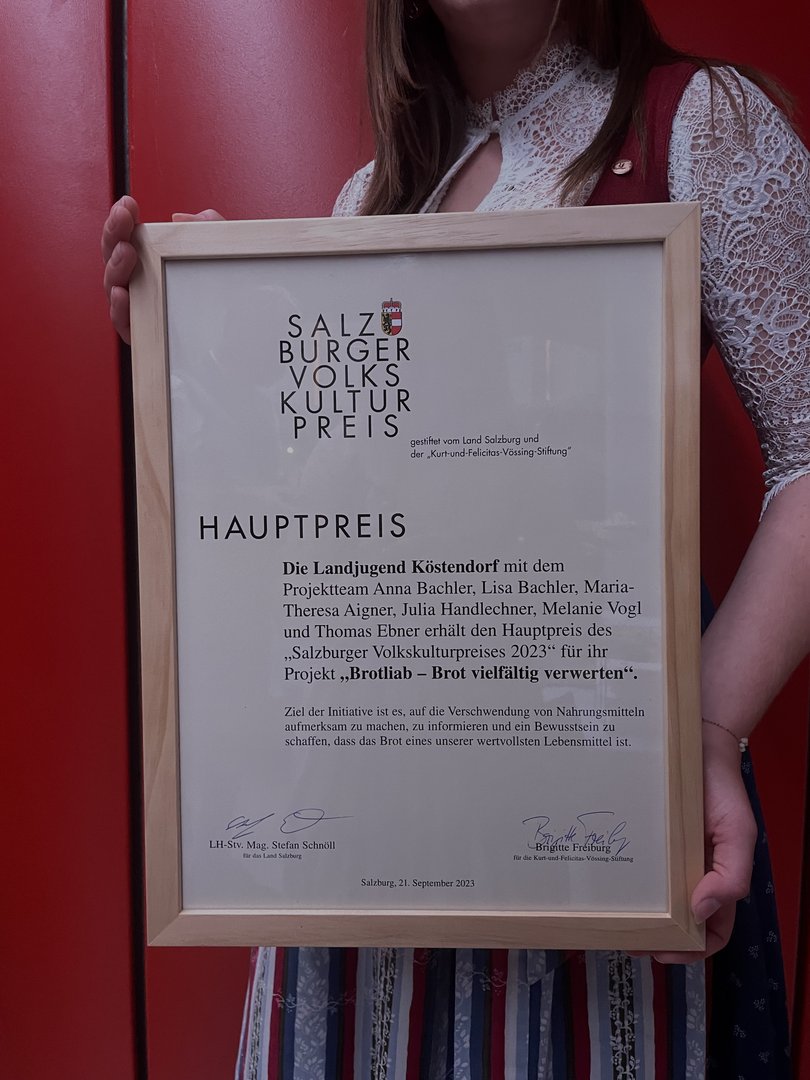 SALZ
BURGER
VOLKS
KULTUR
PREIS
gestiftet vom Land Salzburg und
der „Kurt-und-Felicitas-Vössing-Stiftung“
HAUPTPREIS
Die Landjugend Köstendorf mit dem
Projektteam Anna Bachler, Lisa Bachler, Maria-
Theresa Aigner, Julia Handlechner, Melanie Vogl
und Thomas Ebner erhält den Hauptpreis des
„Salzburger Volkskulturpreises 2023“ für ihr
Projekt „Brotliab – Brot vielfältig verwerten“.
Ziel der Initiative ist es, auf die Verschwendung von Nahrungsmitteln
aufmerksam zu machen, zu informieren und ein Bewusstsein zu
schaffen, dass das Brot eines unserer wertvollsten Lebensmittel ist.
LH-Stv. Mag. Stefan Schnöll
für das Land Salzburg
Brigitte Freiburg
Brigitte Freiburg
für die Kurt-und-Felicitas-Vössing-Stiftung
Salzburg, 21. September 2023